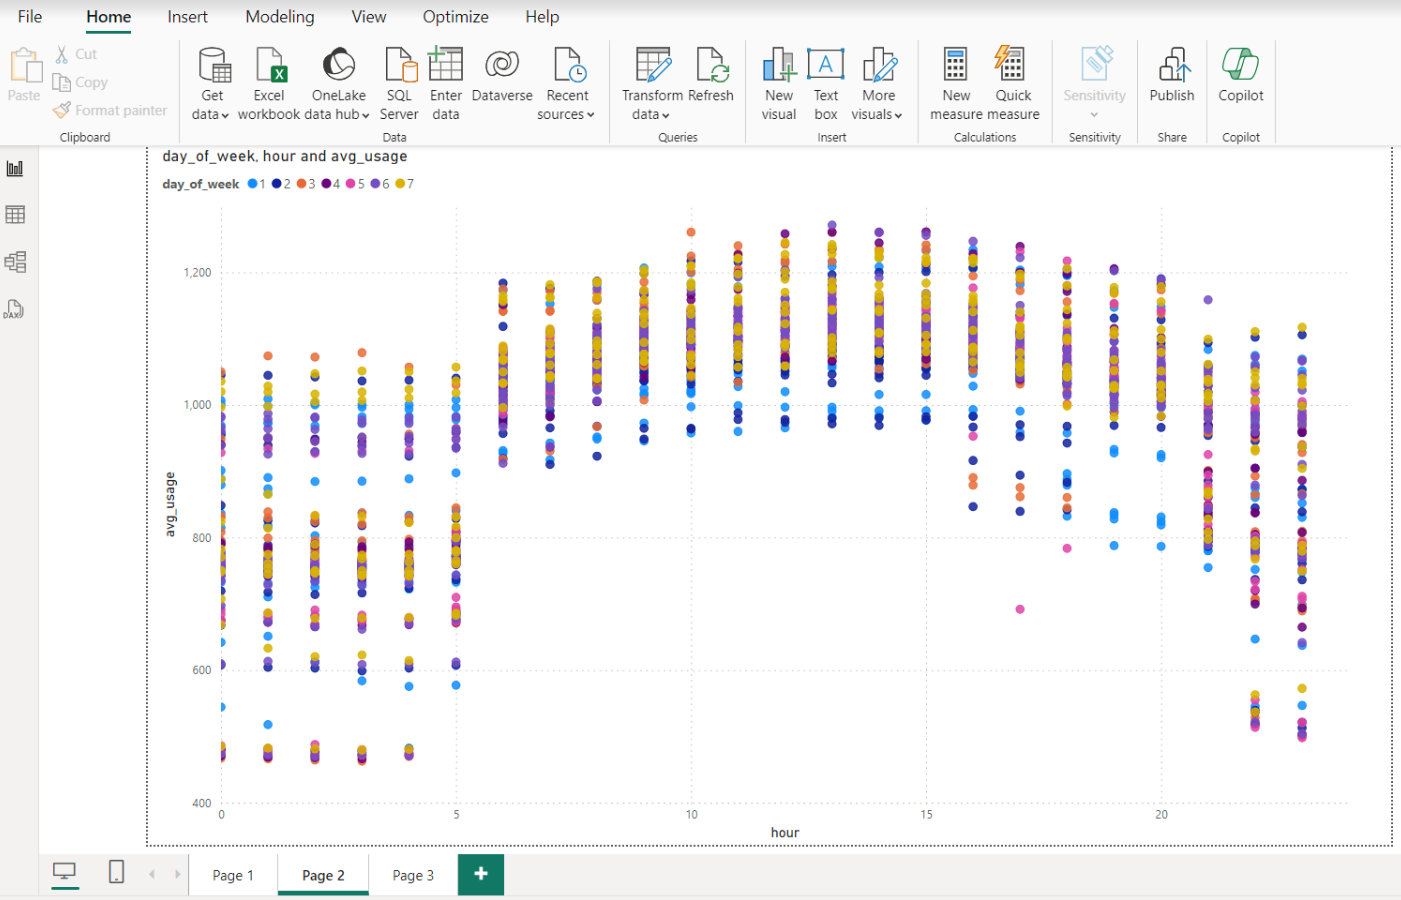 File Home Insert Modeling View Optimize Help
Paste
Cut
Copy
Format painter
Clipboard
Get data
Excel workbook
OneLake data hub
SQL Server
Enter data
Dataverse
Recent sources
Data
Transform data
Refresh
Queries
New visual
Text box
More visuals
Insert
New measure
Quick measure
Calculations
Sensitivity
Sensitivity
Publish
Share
Copilot
Copilot
DAX
day_of_week, hour and avg_usage
day_of_week 1 2 3 4 5 6 7
1,200
1,000
800
600
400
avg_usage
0 5 10 15 20
hour
Page 1 Page 2 Page 3 +